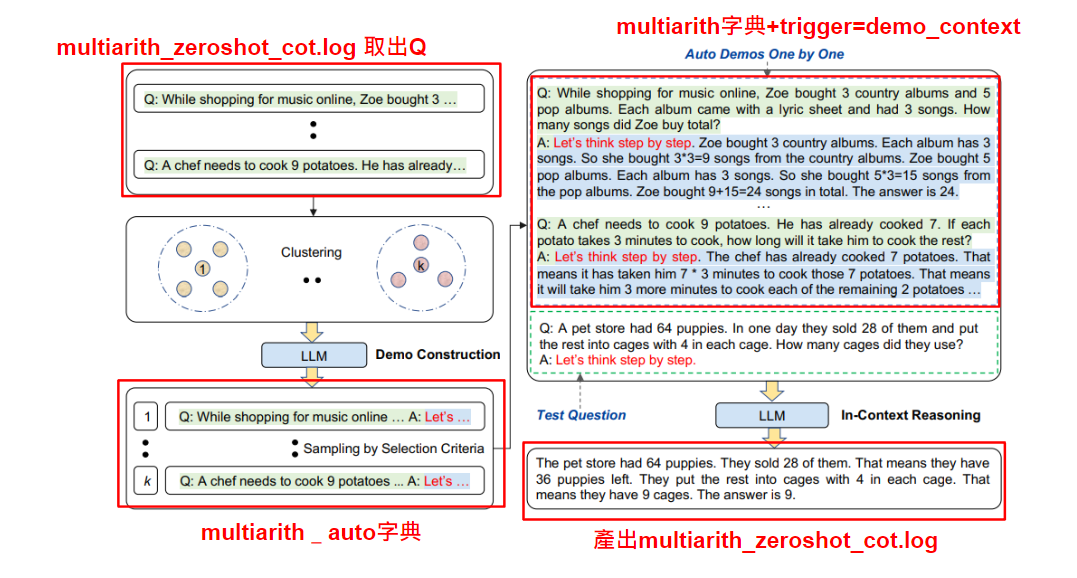 multiarith_zeroshot_cot.log 取出Q
Q: While shopping for music online, Zoe bought 3 …
Q: A chef needs to cook 9 potatoes. He has already…
1
Clustering
k
LLM
Demo Construction
1
Q: While shopping for music online … A: Let's …
Sampling by Selection Criteria
k
Q: A chef needs to cook 9 potatoes ... A: Let's …
multiarith _ auto字典
multiarith字典+trigger=demo_context
Auto Demos One by One
Q: While shopping for music online, Zoe bought 3 country albums and 5
pop albums. Each album came with a lyric sheet and had 3 songs. How
many songs did Zoe buy total?
A: Let's think step by step. Zoe bought 3 country albums. Each album has 3
songs. So she bought 3*3=9 songs from the country albums. Zoe bought 5
pop albums. Each album has 3 songs. So she bought 5*3=15 songs from
the pop albums. Zoe bought 9+15=24 songs in total. The answer is 24.
…
Q: A chef needs to cook 9 potatoes. He has already cooked 7. If each
potato takes 3 minutes to cook, how long will it take him to cook the rest?
A: Let's think step by step. The chef has already cooked 7 potatoes. That
means it has taken him 7 * 3 minutes to cook those 7 potatoes. That means
it will take him 3 more minutes to cook each of the remaining 2 potatoes …
Q: A pet store had 64 puppies. In one day they sold 28 of them and put
the rest into cages with 4 in each cage. How many cages did they use?
A: Let's think step by step.
Test Question
LLM
In-Context Reasoning
The pet store had 64 puppies. They sold 28 of them. That means they have
36 puppies left. They put the rest into cages with 4 in each cage. That
means they have 9 cages. The answer is 9.
產出multiarith_zeroshot_cot.log